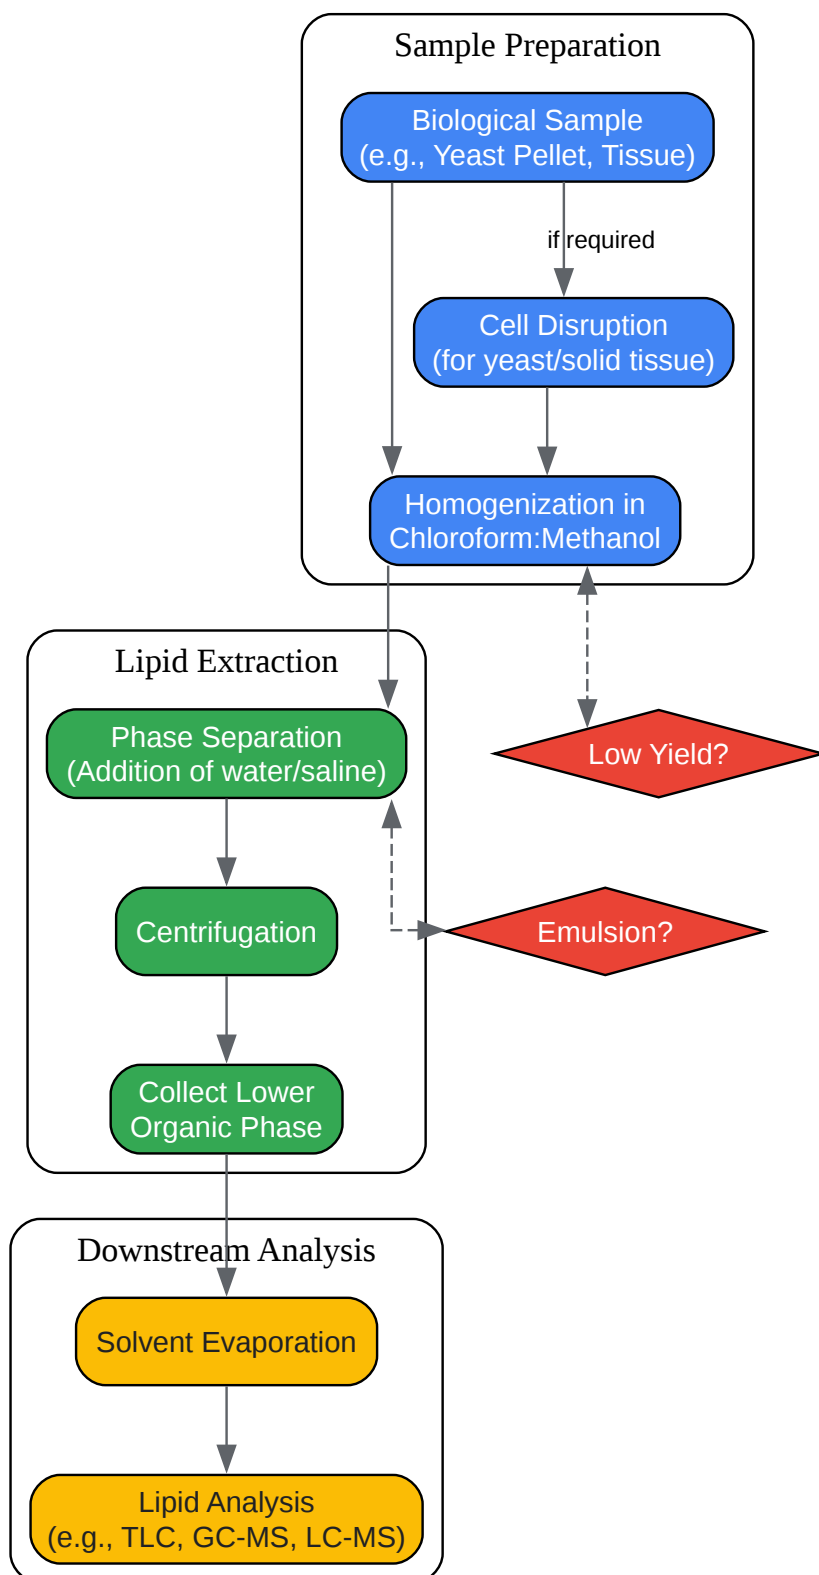 Sample Preparation
Biological Sample
(e.g., Yeast Pellet, Tissue)
if required
Cell Disruption
(for yeast/solid tissue)
Homogenization in
Chloroform:Methanol
Lipid Extraction
Phase Separation
(Addition of water/saline)
Low Yield?
Centrifugation
Emulsion?
Collect Lower
Organic Phase
Downstream Analysis
Solvent Evaporation
Lipid Analysis
(e.g., TLC, GC-MS, LC-MS)